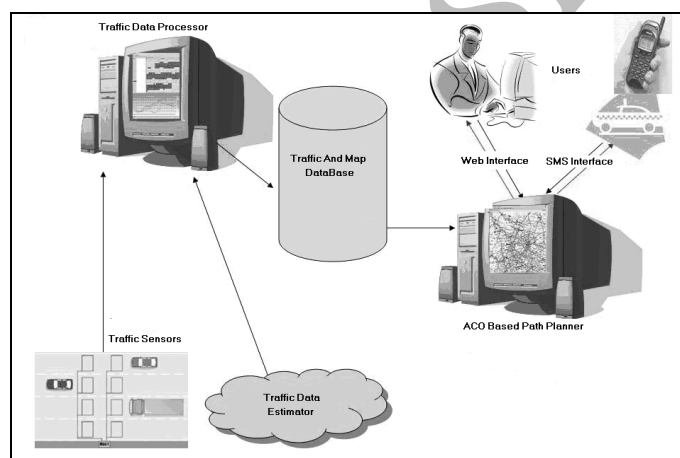 Traffic Data Processor
Users
Traffic And Map
DataBase
Web Interface
SMS Interface
ACO Based Path Planner
Traffic Sensors
Traffic Data
Estimator